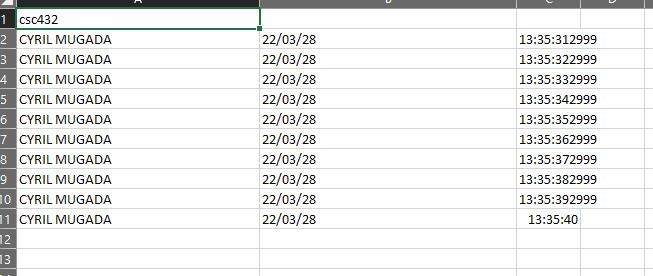 A B C D
1 csc432
2 CYRIL MUGADA 22/03/28 13:35:312999
3 CYRIL MUGADA 22/03/28 13:35:322999
4 CYRIL MUGADA 22/03/28 13:35:332999
5 CYRIL MUGADA 22/03/28 13:35:342999
6 CYRIL MUGADA 22/03/28 13:35:352999
7 CYRIL MUGADA 22/03/28 13:35:362999
8 CYRIL MUGADA 22/03/28 13:35:372999
9 CYRIL MUGADA 22/03/28 13:35:382999
10 CYRIL MUGADA 22/03/28 13:35:392999
11 CYRIL MUGADA 22/03/28 13:35:40
12
13